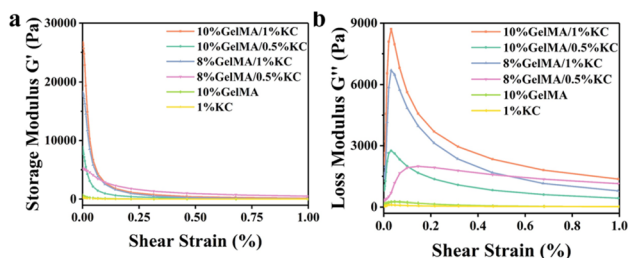 a
Storage Modulus G' (Pa)
30000
20000
10000
0
0.00
0.25
0.50
0.75
1.00
Shear Strain (%)
10%GelMA/1%KC
10%GelMA/0.5%KC
8%GelMA/1%KC
8%GelMA/0.5%KC
10%GelMA
1%KC
b
Loss Modulus G'' (Pa)
9000
6000
3000
0
0.0
0.2
0.4
0.6
0.8
1.0
Shear Strain (%)
10%GelMA/1%KC
10%GelMA/0.5%KC
8%GelMA/1%KC
8%GelMA/0.5%KC
10%GelMA
1%KC